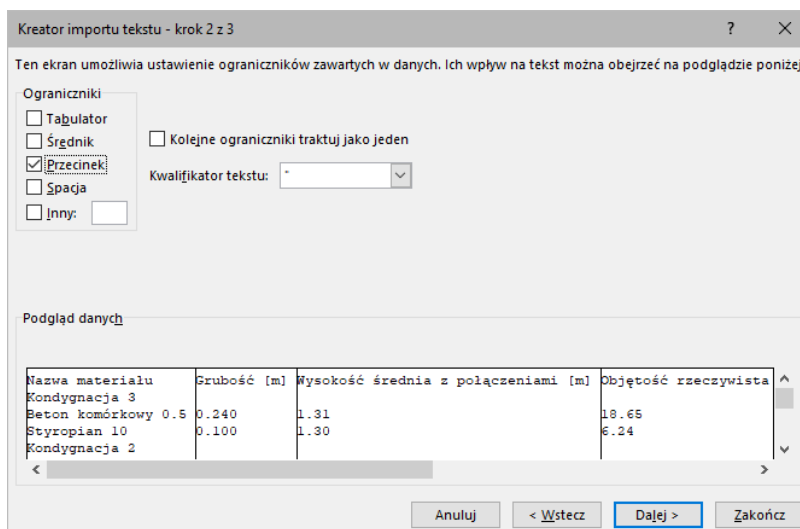 Kreator importu tekstu - krok 2 z 3
Ten ekran umożliwia ustawienie ograniczników zawartych w danych. Ich wpływ na tekst można obejrzeć na podglądzie poniżej
Ograniczniki
Tabulator
Średnik
Przecinek
Spacja
Inny:
Kolejne ograniczniki traktuj jako jeden
Kwalifikator tekstu: "
Podgląd danych
Nazwa materiału Grubość [m] Wysokość średnia z połączeniami [m] Objętość rzeczywista
Kondygnacja 3
Beton komórkowy 0.5 0.240 1.31 18.65
Styropian 10 0.100 1.30 6.24
Kondygnacja 2
Anuluj < Wstecz Dalej > Zakończ